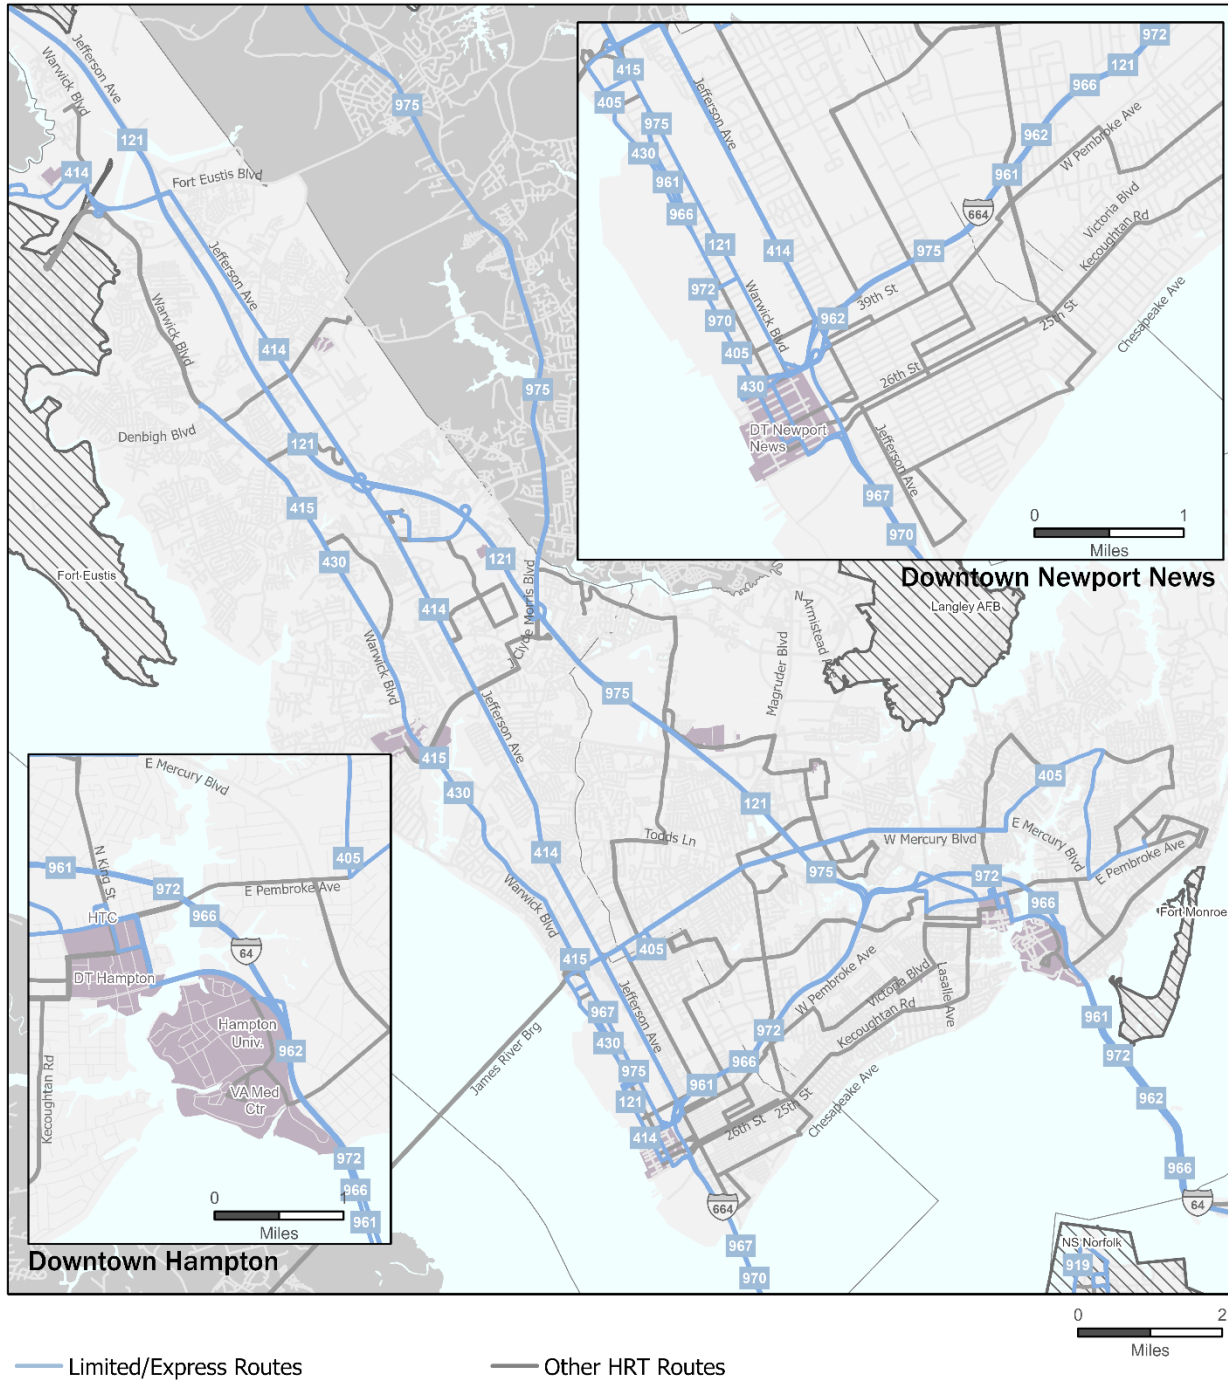 Jefferson Ave
Warwick Blvd
121
414
Fort Eustis Blvd
975
Jefferson Ave
Warwick Blvd
414
975
Denbigh Blvd
121
415
430
121
Fort Eustis
Clyde Morris Blvd
414
Warwick Blvd
975
Jefferson Ave
Magruder Blvd
N Armistead Ave
Langley AFB
415
430
121
405
Todds Ln
W Mercury Blvd
E Mercury Blvd
E Pembroke Ave
414
975
972
966
Fort Monroe
Warwick Blvd
415
405
W Pembroke Ave
Victoria Blvd
Lasalle Ave
Kecoughtan Rd
Jefferson Ave
967
430
972
961
James River Brg
975
966
972
121
961
25th St
26th St
Chesapeake Ave
962
414
966
664
64
967
970
NS Norfolk
919
972
415
121
405
Jefferson Ave
966
975
962
W Pembroke Ave
430
961
961
966
664
Victoria Blvd
Kecoughtan Rd
121
414
975
972
Warwick Blvd
39th St
Chesapeake Ave
970
962
25th St
405
26th St
430
DT Newport
News
Jefferson Ave
967
970
0 1
Miles
Downtown Newport News
E Mercury Blvd
N King St
405
961
972
E Pembroke Ave
966
HTC
64
DT Hampton
Hampton
Univ.
962
Kecoughtan Rd
VA Med
Ctr
972
966
961
0 1
Miles
Downtown Hampton
0 2
Miles
Limited/Express Routes
Other HRT Routes